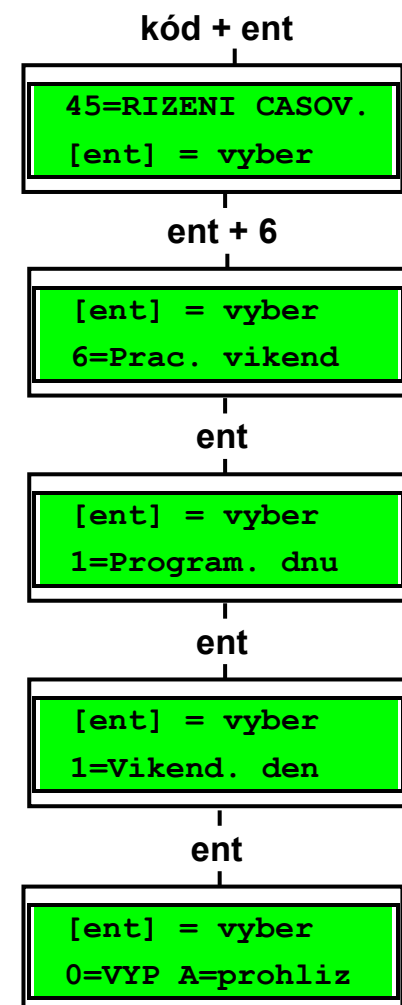 kód + ent
45=RIZENI CASOV.
[ent] = vyber
ent + 6
[ent] = vyber
6=Prac. vikend
ent
[ent] = vyber
1=Program. dnu
ent
[ent] = vyber
1=Vikend. den
ent
[ent] = vyber
0=VYP A=prohliz